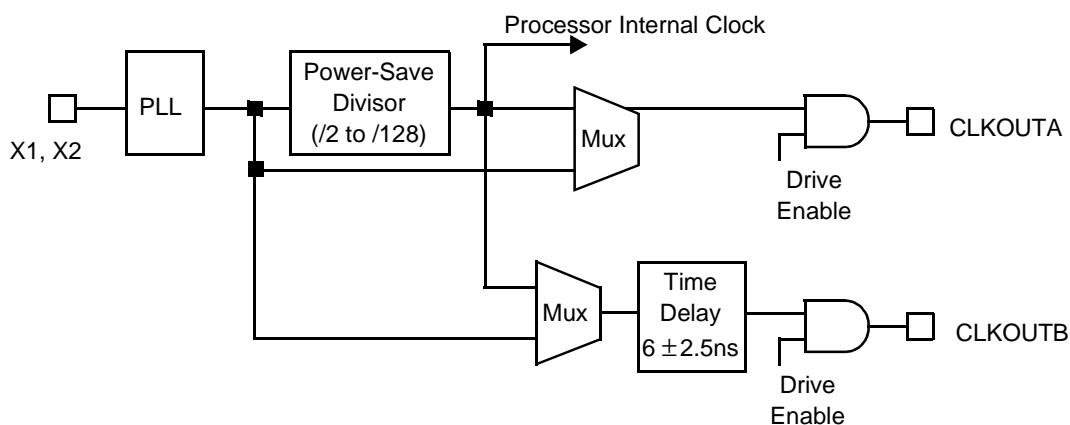 Processor Internal Clock
PLL
Power-Save
Divisor
(/2 to /128)
Mux
X1, X2
CLKOUTA
Drive
Enable
Mux
Time
Delay
6 ±2.5ns
CLKOUTB
Drive
Enable